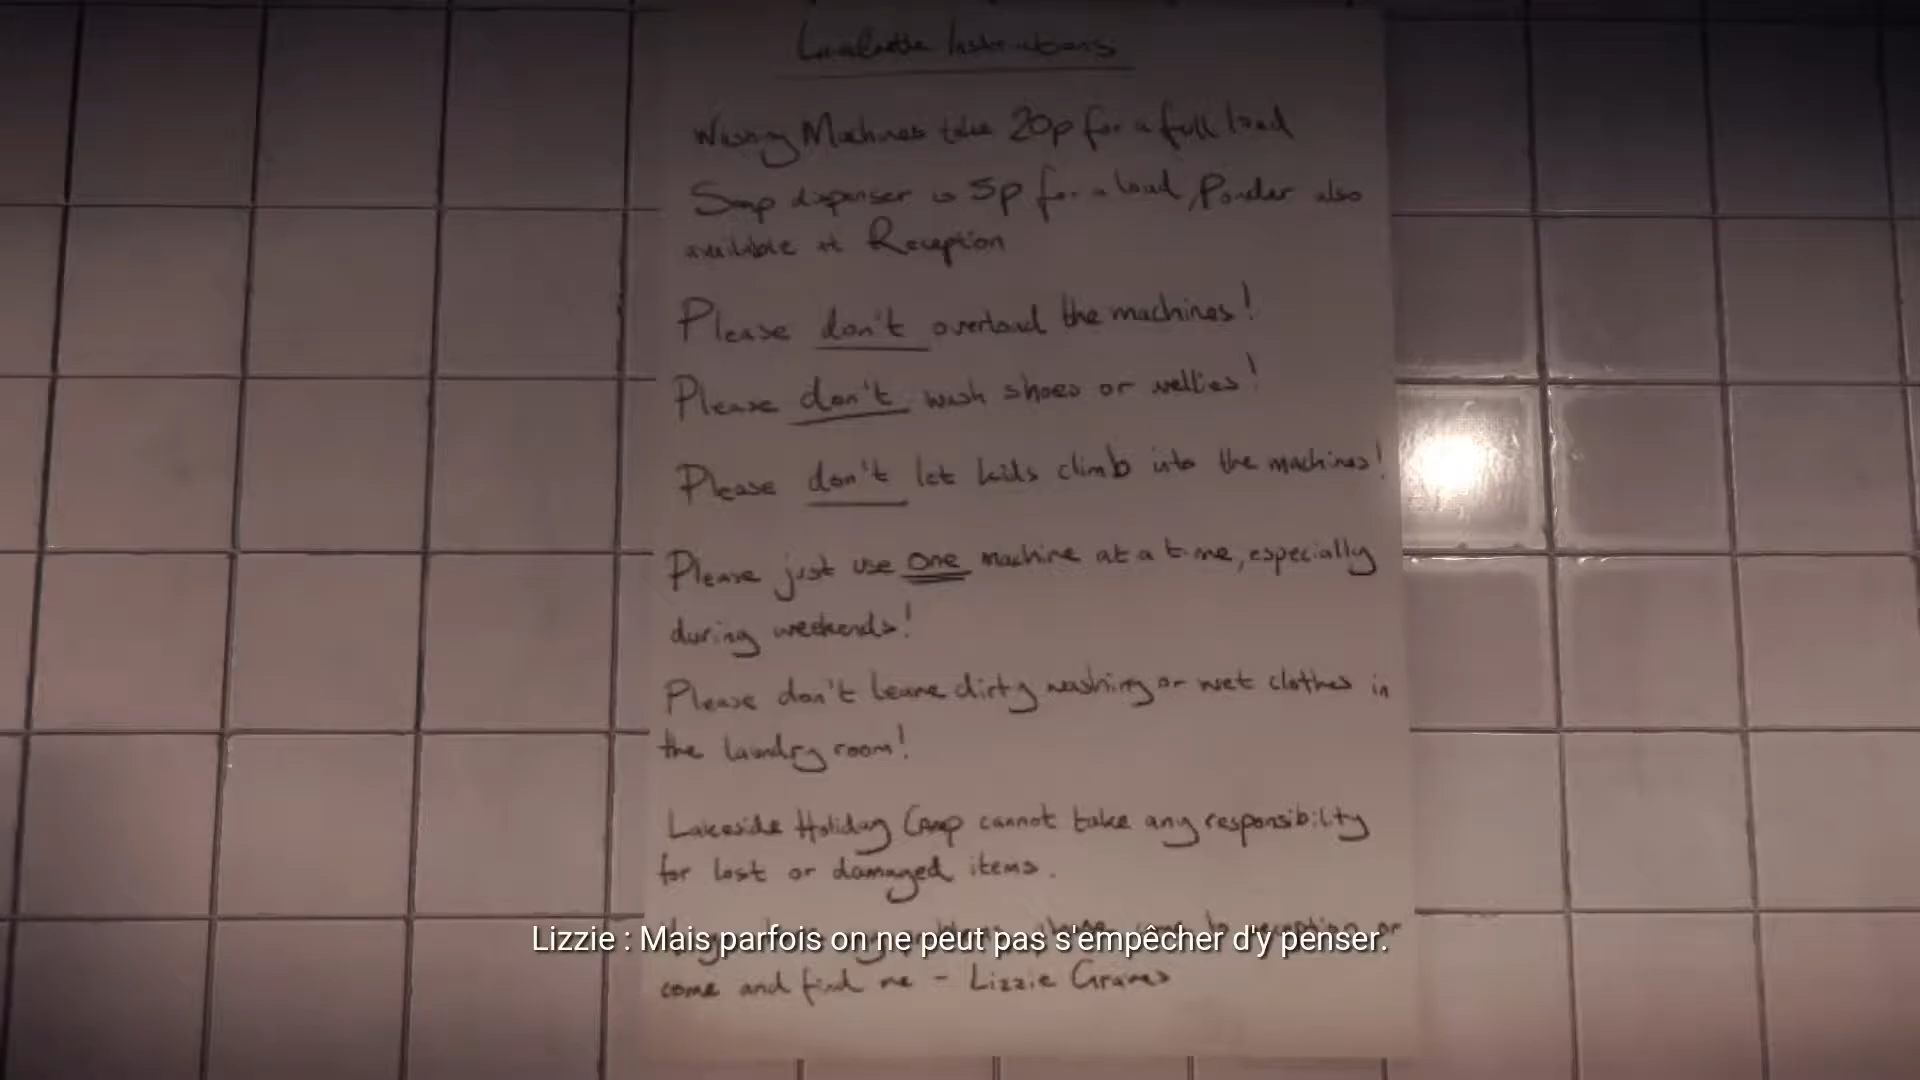 Laundrette Instructions
Washing Machines take 20p for a full load
Soap dispenser is 5p for a load, Powder also
available at Reception
Please don't overload the machines!
Please don't wash shoes or wellies!
Please don't let kids climb into the machines!
Please just use one machine at a time, especially
during weekends!
Please don't leave dirty washing or wet clothes in
the laundry room!
Lakeside Holiday Camp cannot take any responsibility
for lost or damaged items.
come to reception or
Lizzie : Mais parfois on ne peut pas s'empêcher d'y penser.
come and find me - Lizzie Graves